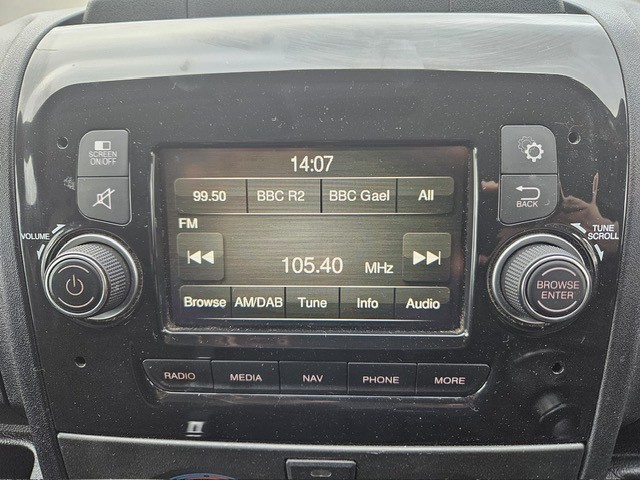 14:07
SCREEN
ON/OFF
99.50 BBC R2 BBC Gael All
BACK
FM
VOLUME
TUNE
SCROLL
105.40 MHz
BROWSE
ENTER
Browse AM/DAB Tune Info Audio
RADIO MEDIA NAV PHONE MORE